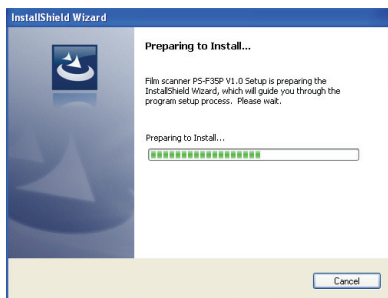 InstallShield Wizard
Preparing to Install...
Film scanner PS-F35P V1.0 Setup is preparing the
InstallShield Wizard, which will guide you through the
program setup process. Please wait.
Preparing to Install...
Cancel